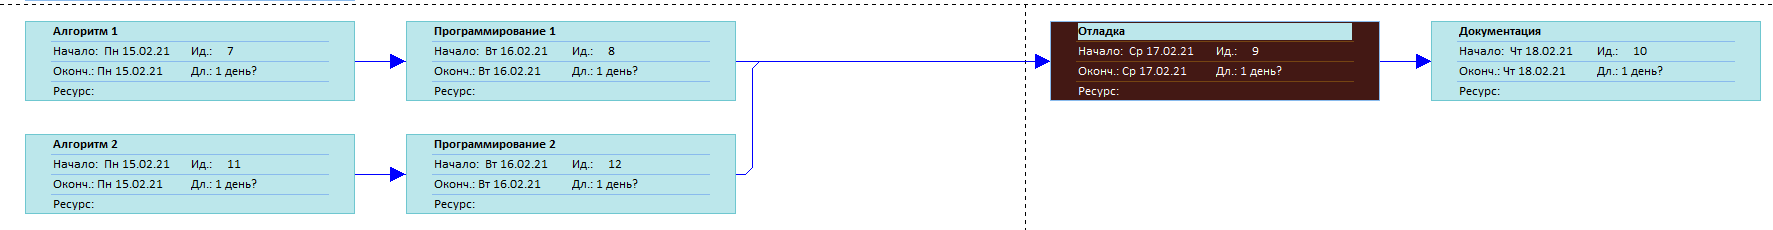 Алгоритм 1
Начало: Пн 15.02.21 Ид.: 7
Оконч.: Пн 15.02.21 Дл.: 1 день?
Ресурс:
Программирование 1
Начало: Вт 16.02.21 Ид.: 8
Оконч.: Вт 16.02.21 Дл.: 1 день?
Ресурс:
Отладка
Начало: Ср 17.02.21 Ид.: 9
Оконч.: Ср 17.02.21 Дл.: 1 день?
Ресурс:
Документация
Начало: Чт 18.02.21 Ид.: 10
Оконч.: Чт 18.02.21 Дл.: 1 день?
Ресурс:
Алгоритм 2
Начало: Пн 15.02.21 Ид.: 11
Оконч.: Пн 15.02.21 Дл.: 1 день?
Ресурс:
Программирование 2
Начало: Вт 16.02.21 Ид.: 12
Оконч.: Вт 16.02.21 Дл.: 1 день?
Ресурс: